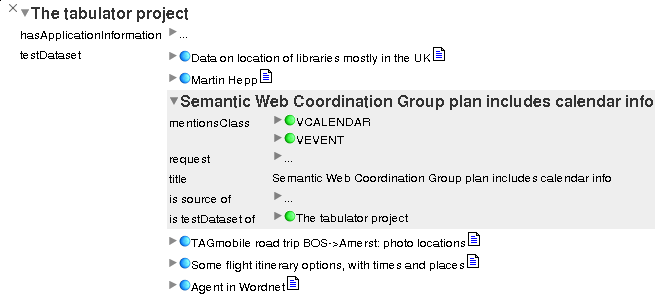 The tabulator project
hasApplicationInformation ...
testDataset Data on location of libraries mostly in the UK
Martin Hepp
Semantic Web Coordination Group plan includes calendar info
mentionsClass VCALENDAR
VEVENT
request ...
title Semantic Web Coordination Group plan includes calendar info
is source of ...
is testDataset of The tabulator project
TAGmobile road trip BOS->Amerst: photo locations
Some flight itinerary options, with times and places
Agent in Wordnet